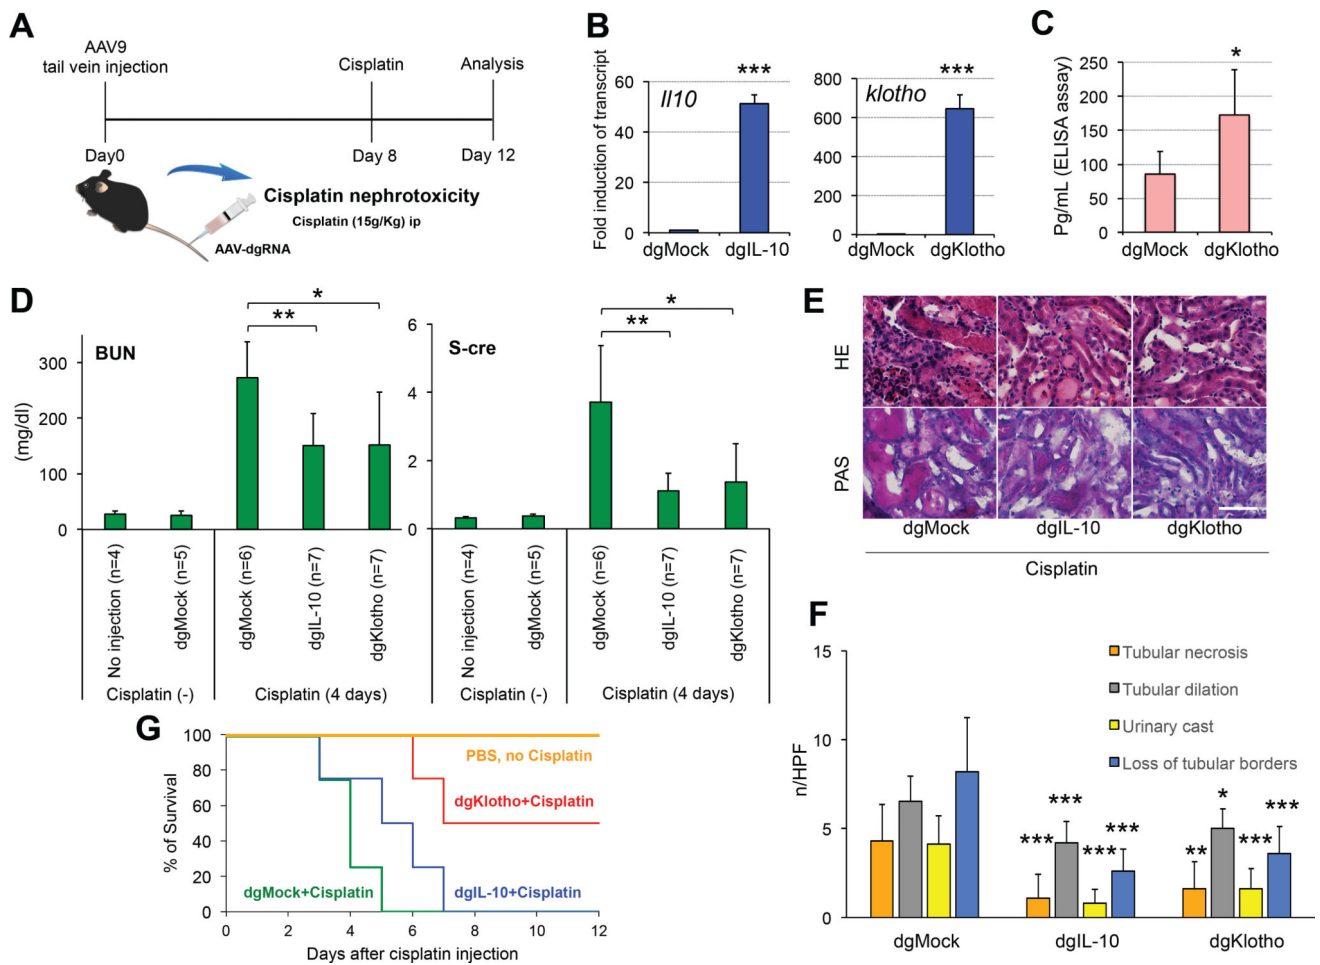 A
AAV9
tail vein injection
Cisplatin
Analysis
Day0
Day 8
Day 12
Cisplatin nephrotoxicity
Cisplatin (15g/Kg) ip
AAV-dgRNA
B
Fold induction of transcript
60
40
20
0
Il10
***
dgMock
dgIL-10
800
600
400
200
0
klotho
***
dgMock
dgKlotho
C
Pg/mL (ELISA assay)
250
200
150
100
50
0
*
dgMock
dgKlotho
D
(mg/dl)
BUN
300
200
100
0
*
**
No injection (n=4)
dgMock (n=5)
dgMock (n=6)
dgIL-10 (n=7)
dgKlotho (n=7)
Cisplatin (-)
Cisplatin (4 days)
S-cre
6
4
2
0
*
**
No injection (n=4)
dgMock (n=5)
dgMock (n=6)
dgIL-10 (n=7)
dgKlotho (n=7)
Cisplatin (-)
Cisplatin (4 days)
E
HE
PAS
dgMock
dgIL-10
dgKlotho
Cisplatin
F
n/HPF
15
10
5
0
Tubular necrosis
Tubular dilation
Urinary cast
Loss of tubular borders
***
***
***
***
**
*
***
***
dgMock
dgIL-10
dgKlotho
G
% of Survival
100
80
60
40
20
0
PBS, no Cisplatin
dgKlotho+Cisplatin
dgMock+Cisplatin
dgIL-10+Cisplatin
0
2
4
6
8
10
12
Days after cisplatin injection